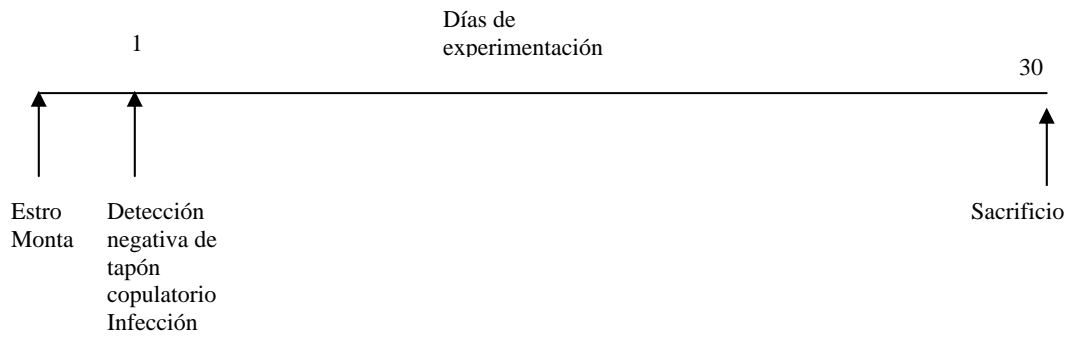 Días de
experimentación
1
30
Estro
Monta
Detección
negativa de
tapón
copulatorio
Infección
Sacrificio